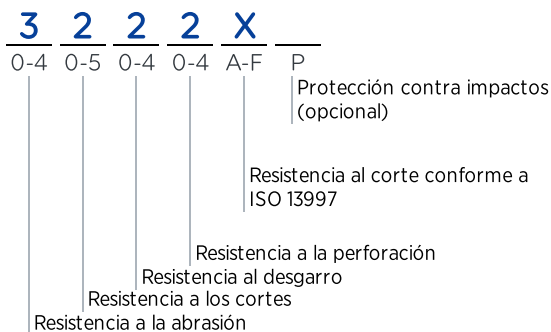 3 2 2 2 X
0-4 0-5 0-4 0-4 A-F P
Protección contra impactos
(opcional)
Resistencia al corte conforme a
ISO 13997
Resistencia a la perforación
Resistencia al desgarro
Resistencia a los cortes
Resistencia a la abrasión